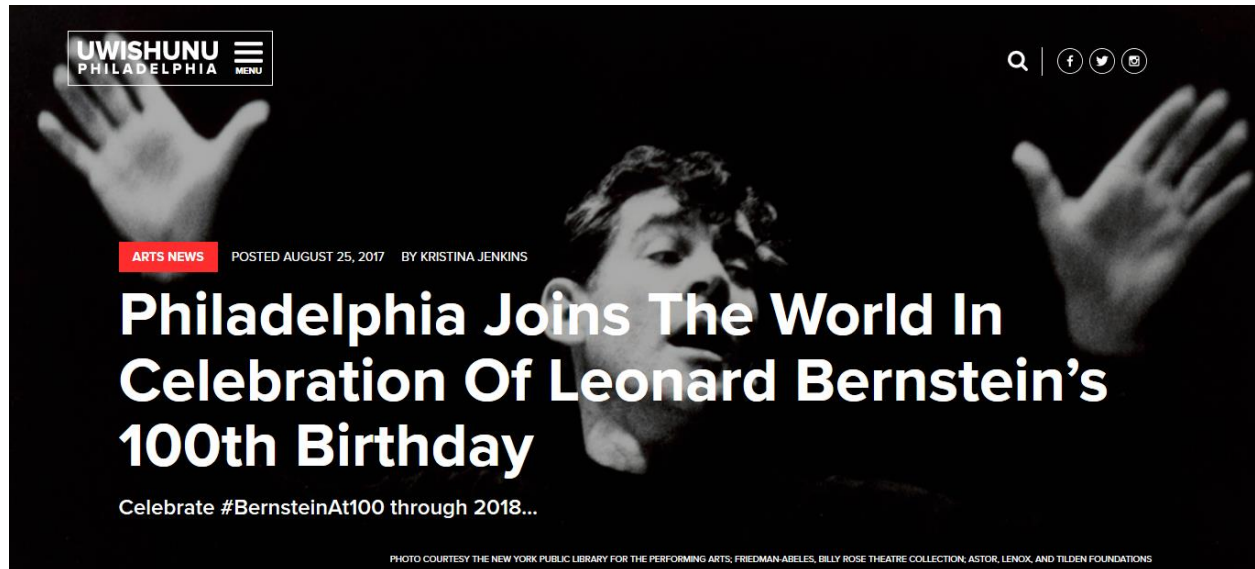 UWISHUNU
PHILADELPHIA
MENU
ARTS NEWS POSTED AUGUST 25, 2017 BY KRISTINA JENKINS
Philadelphia Joins The World In
Celebration Of Leonard Bernstein’s
100th Birthday
Celebrate #BernsteinAt100 through 2018...
PHOTO COURTESY THE NEW YORK PUBLIC LIBRARY FOR THE PERFORMING ARTS; FRIEDMAN-ABELES, BILLY ROSE THEATRE COLLECTION; ASTOR, LENOX, AND TILDEN FOUNDATIONS